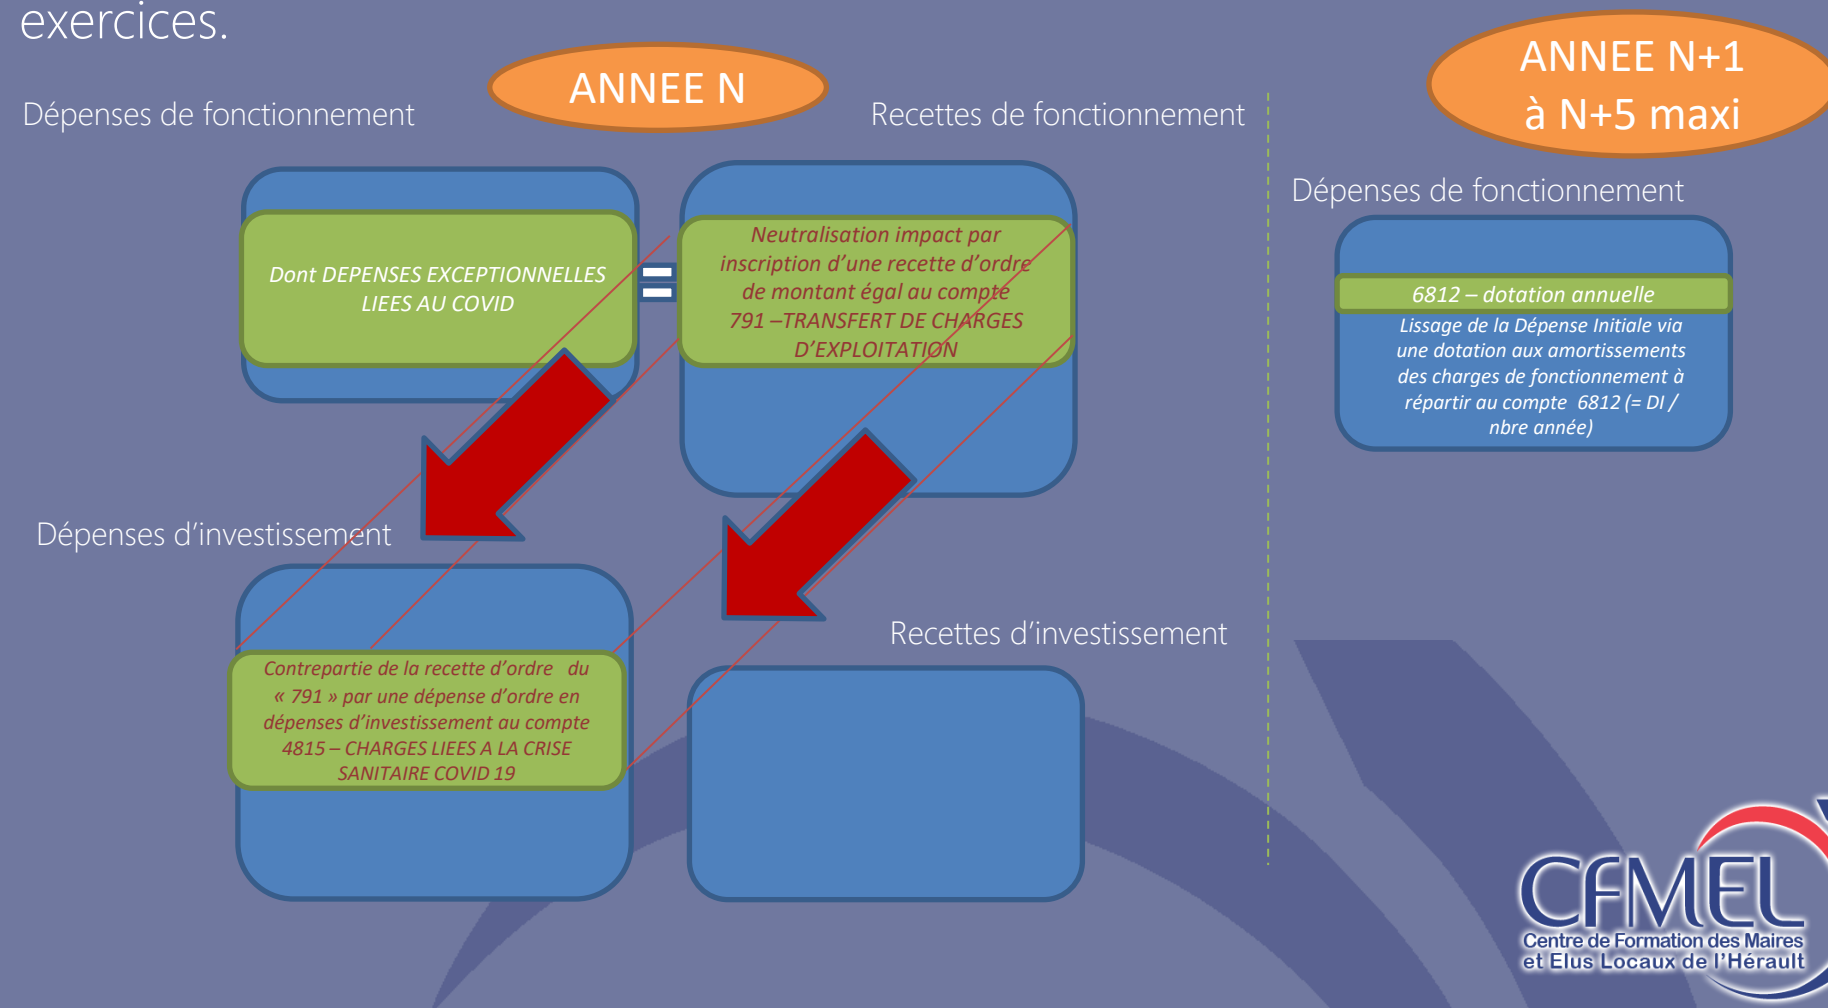 exercices.
ANNEE N
ANNEE N+1
à N+5 maxi
Dépenses de fonctionnement
Recettes de fonctionnement
Dépenses de fonctionnement
Dont DEPENSES EXCEPTIONNELLES
LIEES AU COVID
=
Neutralisation impact par
inscription d’une recette d’ordre
de montant égal au compte
791 –TRANSFERT DE CHARGES
D’EXPLOITATION
6812 – dotation annuelle
Lissage de la Dépense Initiale via
une dotation aux amortissements
des charges de fonctionnement à
répartir au compte 6812 (= DI /
nbre année)
Dépenses d’investissement
Recettes d’investissement
Contrepartie de la recette d’ordre du
« 791 » par une dépense d’ordre en
dépenses d’investissement au compte
4815 – CHARGES LIEES A LA CRISE
SANITAIRE COVID 19
CFMEL
Centre de Formation des Maires
et Elus Locaux de l’Hérault